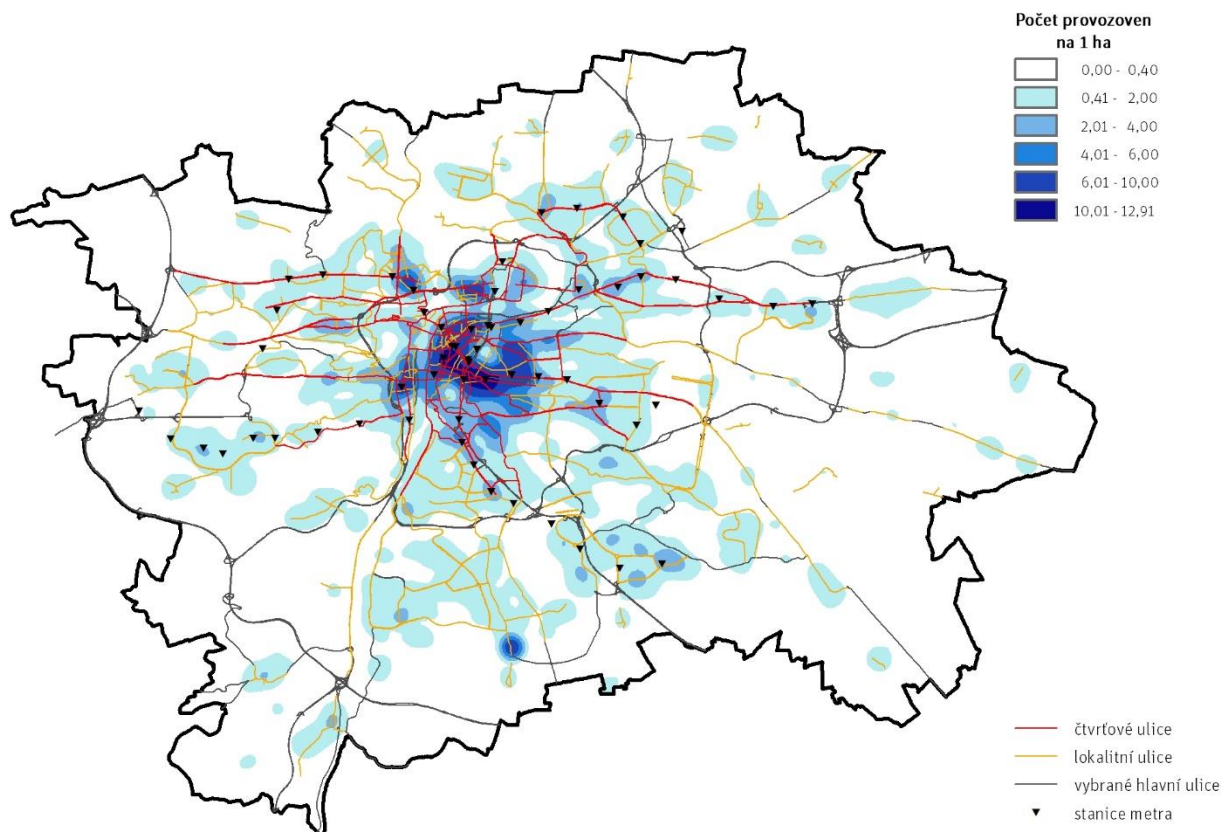 Počet provozoven
na 1 ha
0,00 - 0,40
0,41 - 2,00
2,01 - 4,00
4,01 - 6,00
6,01 - 10,00
10,01 - 12,91
čtvrťové ulice
lokalitní ulice
vybrané hlavní ulice
stanice metra